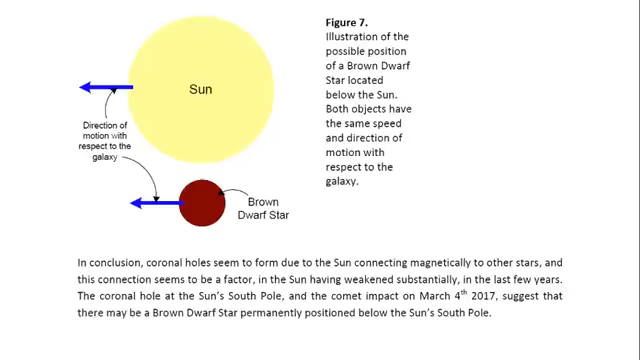 Figure 7.
Illustration of the
possible position
of a Brown Dwarf
Star located
below the Sun.
Both objects have
the same speed
and direction of
motion with
respect to the
galaxy.
Sun
Direction of
motion with
respect to the
galaxy
Brown
Dwarf Star
In conclusion, coronal holes seem to form due to the Sun connecting magnetically to other stars, and
this connection seems to be a factor, in the Sun having weakened substantially, in the last few years.
The coronal hole at the Sun's South Pole, and the comet impact on March 4th 2017, suggest that
there may be a Brown Dwarf Star permanently positioned below the Sun's South Pole.